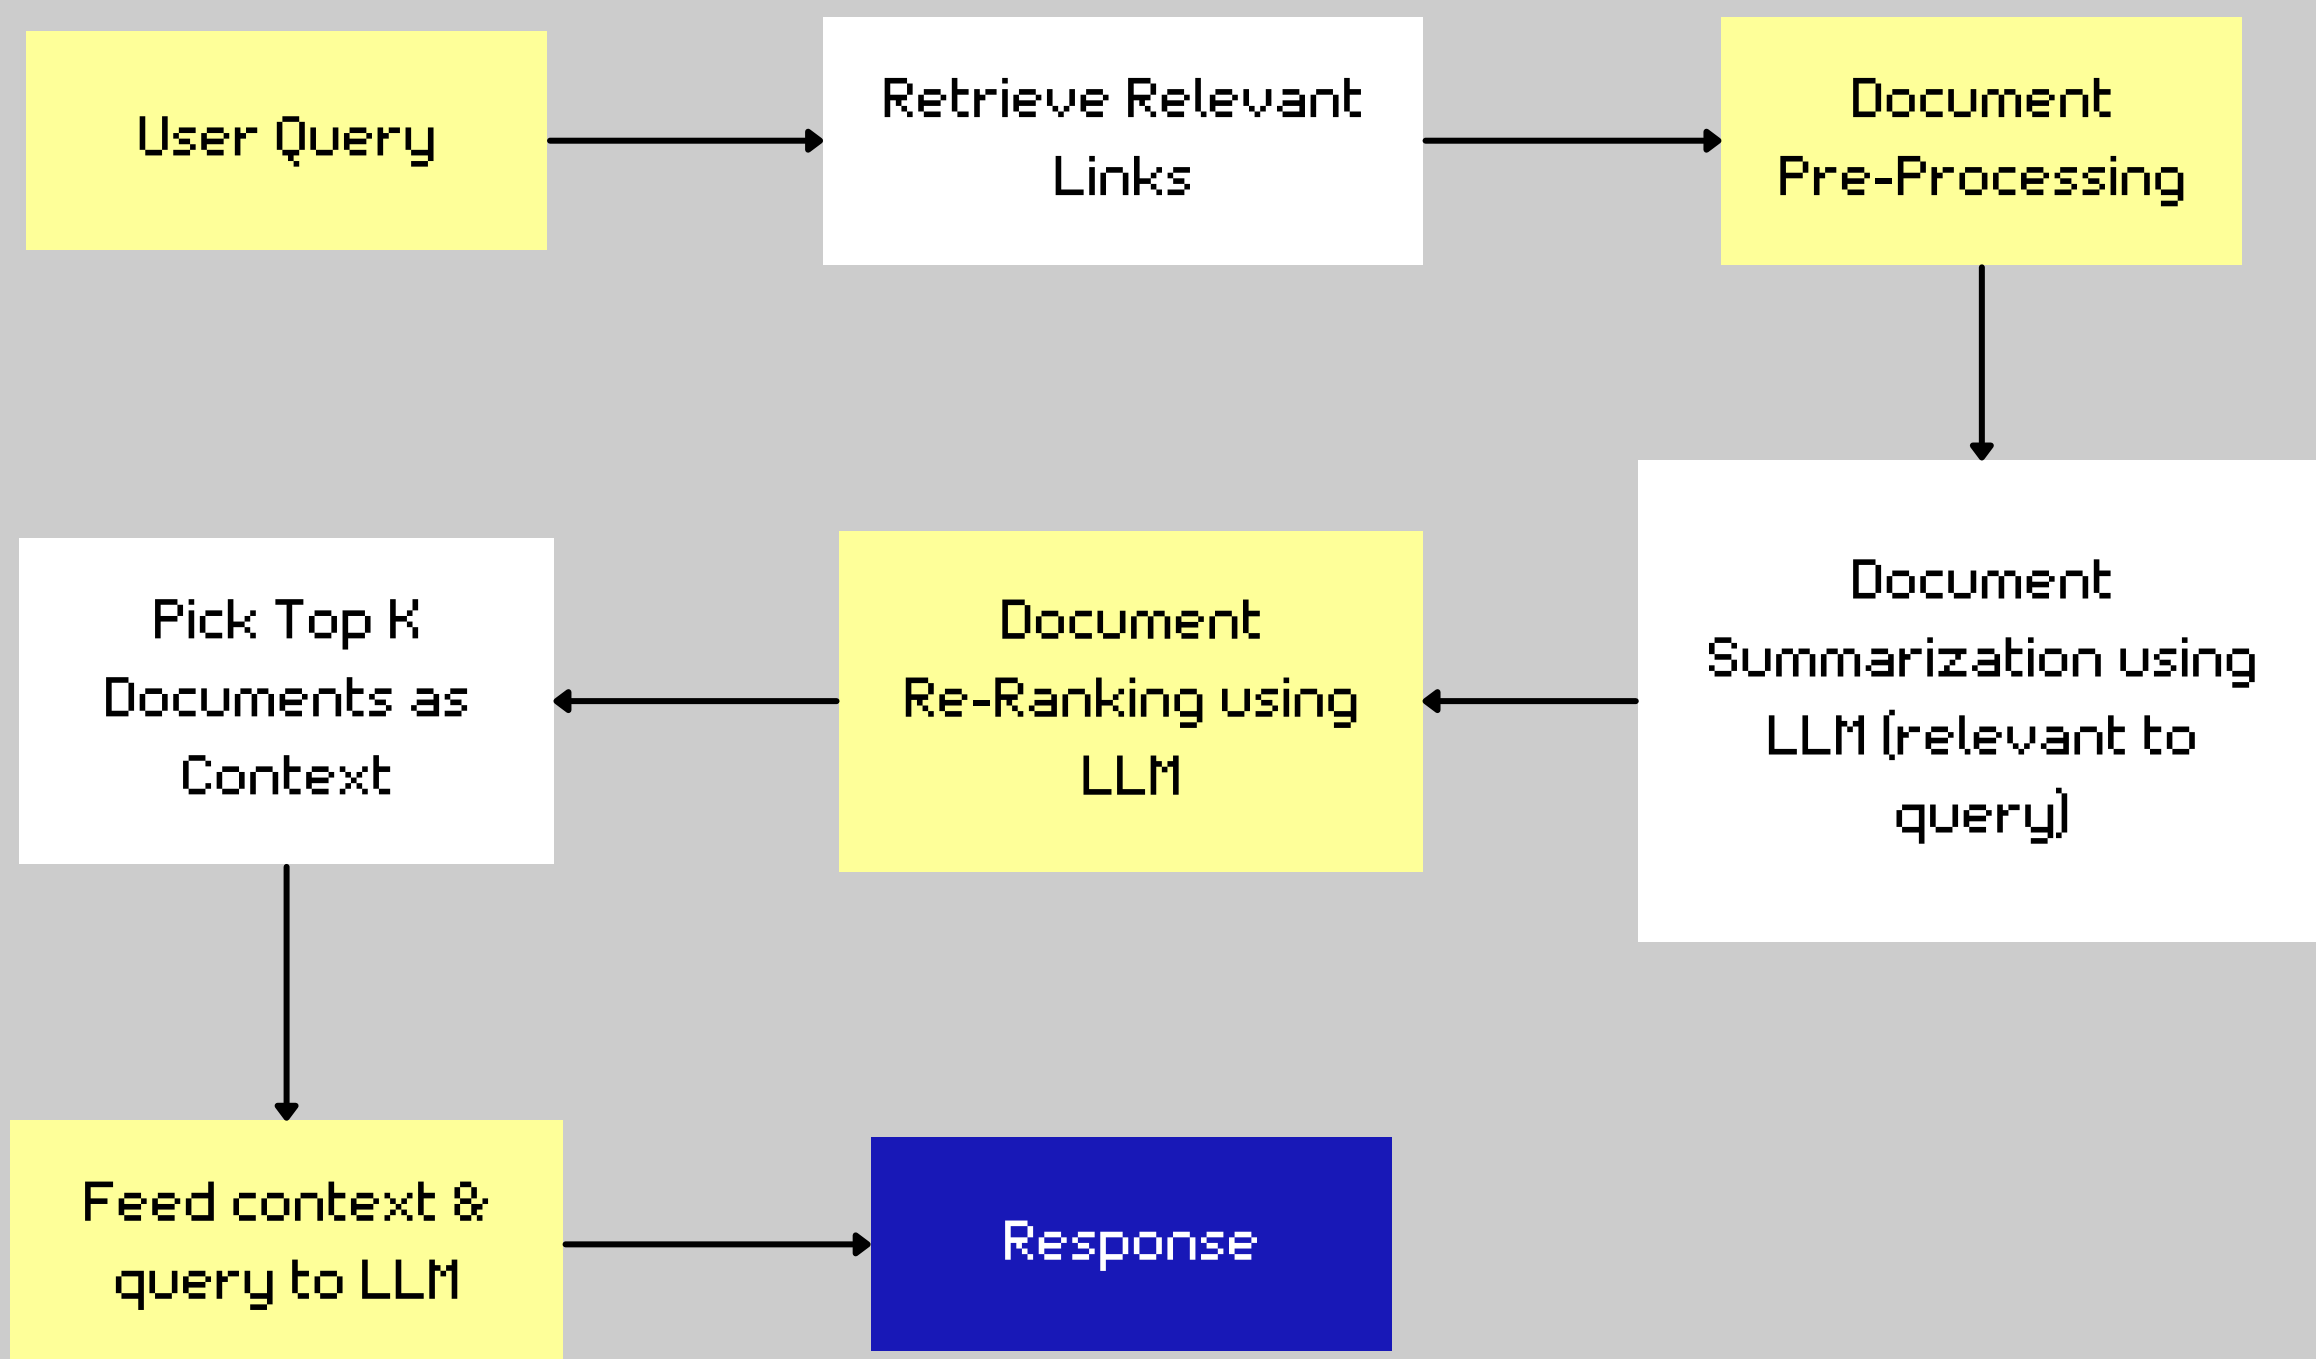 User Query
Retrieve Relevant
Links
Document
Pre-Processing
Document
Summarization using
LLM (relevant to
query)
Document
Re-Ranking using
LLM
Pick Top K
Documents as
Context
Feed context &
query to LLM
Response